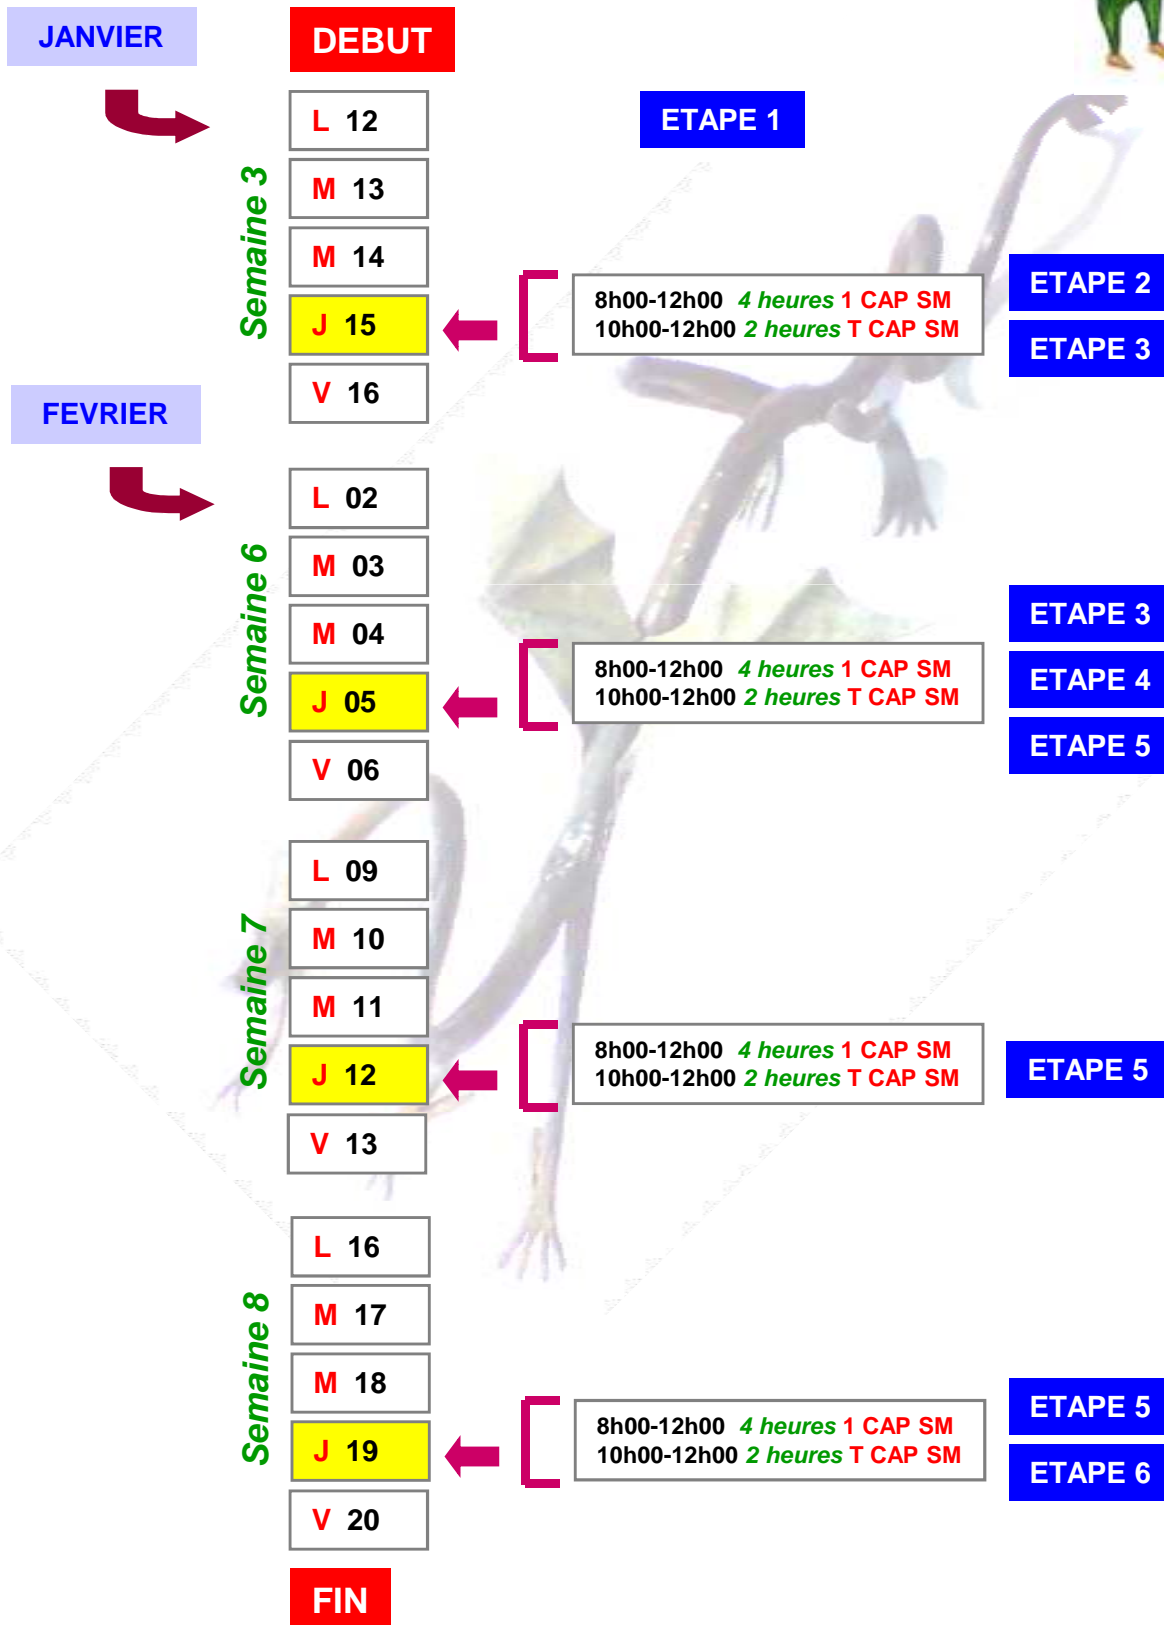 JANVIER
DEBUT
L 12
ETAPE 1
Semaine 3
M 13
M 14
J 15
8h00-12h00 4 heures 1 CAP SM
10h00-12h00 2 heures T CAP SM
ETAPE 2
ETAPE 3
V 16
FEVRIER
L 02
Semaine 6
M 03
M 04
J 05
8h00-12h00 4 heures 1 CAP SM
10h00-12h00 2 heures T CAP SM
ETAPE 3
ETAPE 4
ETAPE 5
V 06
L 09
Semaine 7
M 10
M 11
J 12
8h00-12h00 4 heures 1 CAP SM
10h00-12h00 2 heures T CAP SM
ETAPE 5
V 13
L 16
Semaine 8
M 17
M 18
J 19
8h00-12h00 4 heures 1 CAP SM
10h00-12h00 2 heures T CAP SM
ETAPE 5
ETAPE 6
V 20
FIN